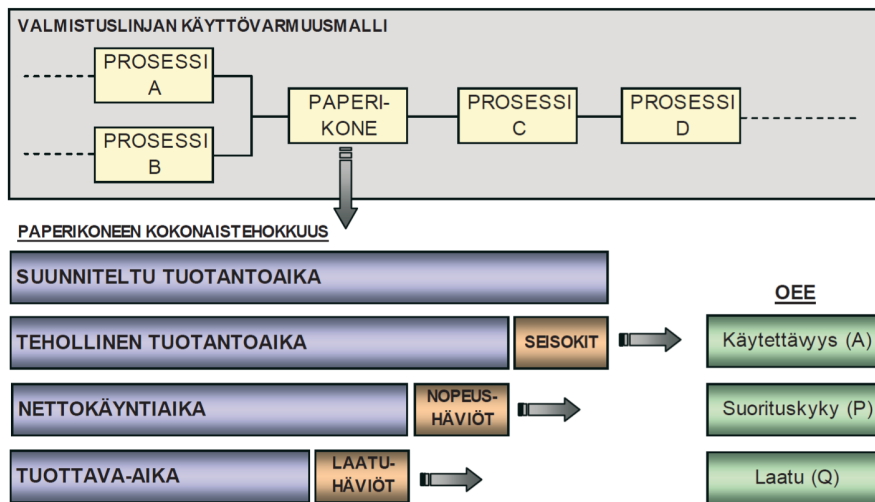 VALMISTUSLINJAN KÄYTTÖVARMUUSMALLI
PROSESSI
A
PROSESSI
B
PAPERI-
KONE
PROSESSI
C
PROSESSI
D
PAPERIKONEEN KOKONAISTEHOKKUUS
SUUNNITELTU TUOTANTOAIKA
OEE
TEHOLLINEN TUOTANTOAIKA
SEISOKIT
Käytettävyys (A)
NETTOKÄYNTIAIKA
NOPEUS-
HÄVIÖT
Suorituskyky (P)
TUOTTAVA-AIKA
LAATU-
HÄVIÖT
Laatu (Q)